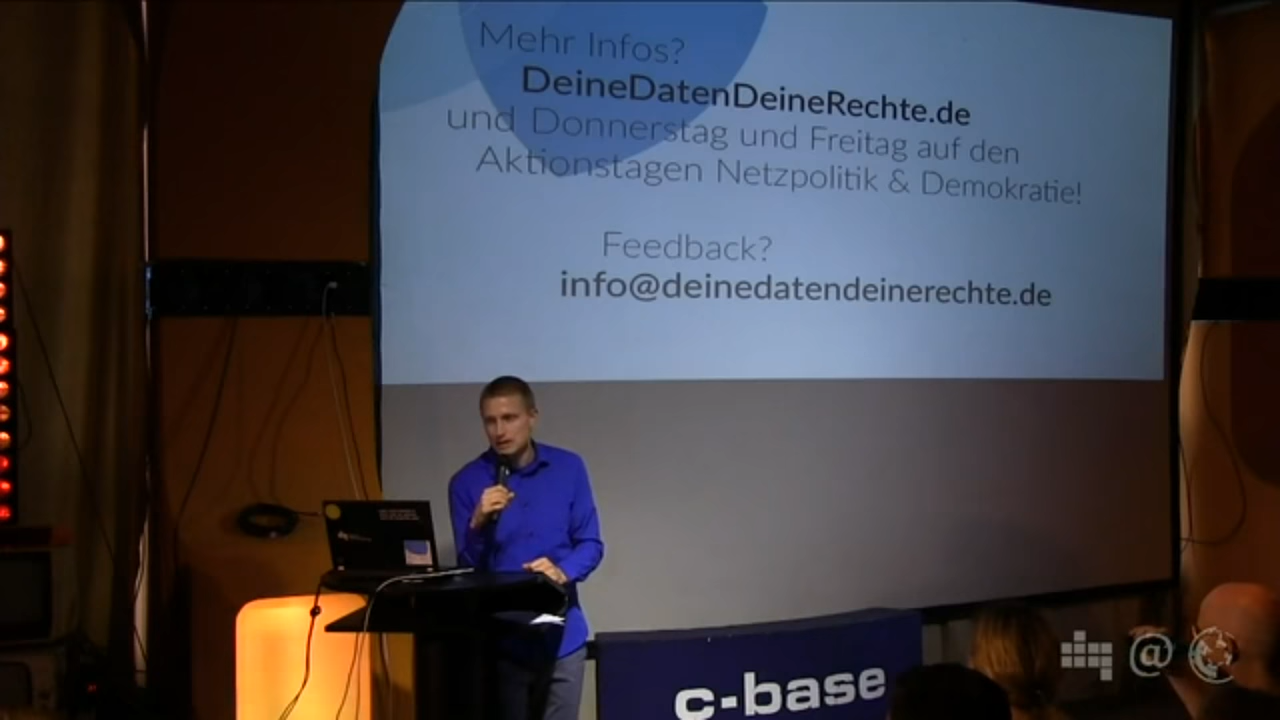 Mehr Infos?
DeineDatenDeineRechte.de
und Donnerstag und Freitag auf den
Aktionstagen Netzpolitik & Demokratie!
Feedback?
info@deinedatendeinerechte.de
c-base
@